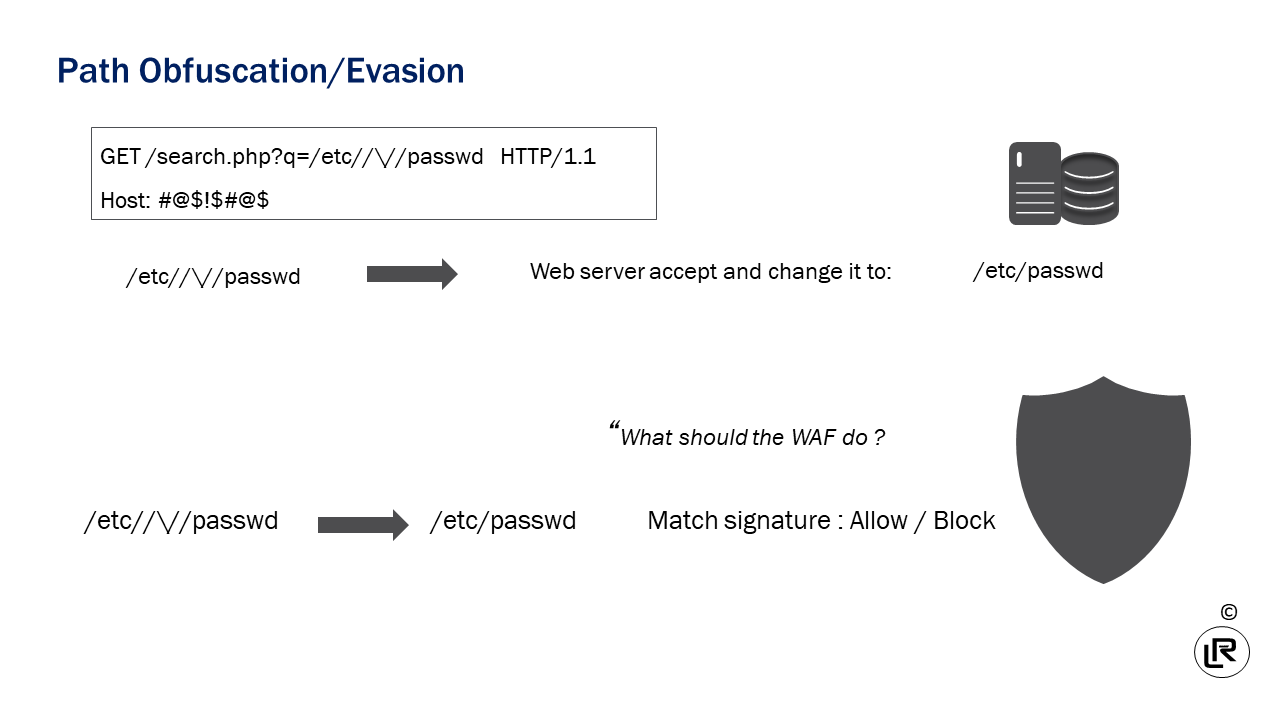 Path Obfuscation/Evasion
GET /search.php?q=/etc//\//passwd HTTP/1.1
Host: #@$!$#@$
/etc//\//passwd
Web server accept and change it to:
/etc/passwd
“What should the WAF do ?
/etc//\//passwd
/etc/passwd
Match signature : Allow / Block
©
LR